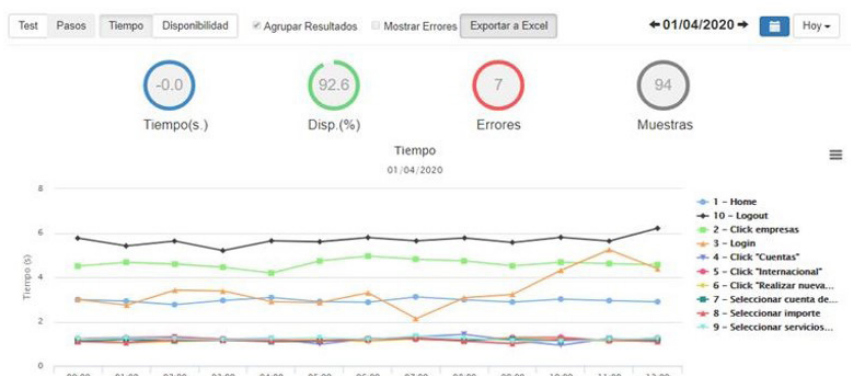 Test Pasos Tiempo Disponibilidad Agrupar Resultados Mostrar Errores Exportar a Excel 01/04/2020 Hoy
-0.0 92.6 7 94
Tiempo(s.) Disp.(%) Errores Muestras
Tiempo
01/04/2020
8
6
4
2
0
Tiempo (s)
1 - Home
10 - Logout
2 - Click empresas
3 - Login
4 - Click "Cuentas"
5 - Click "Internacional"
6 - Click "Realizar nueva...
7 - Seleccionar cuenta de...
8 - Seleccionar importe
9 - Seleccionar servicios...